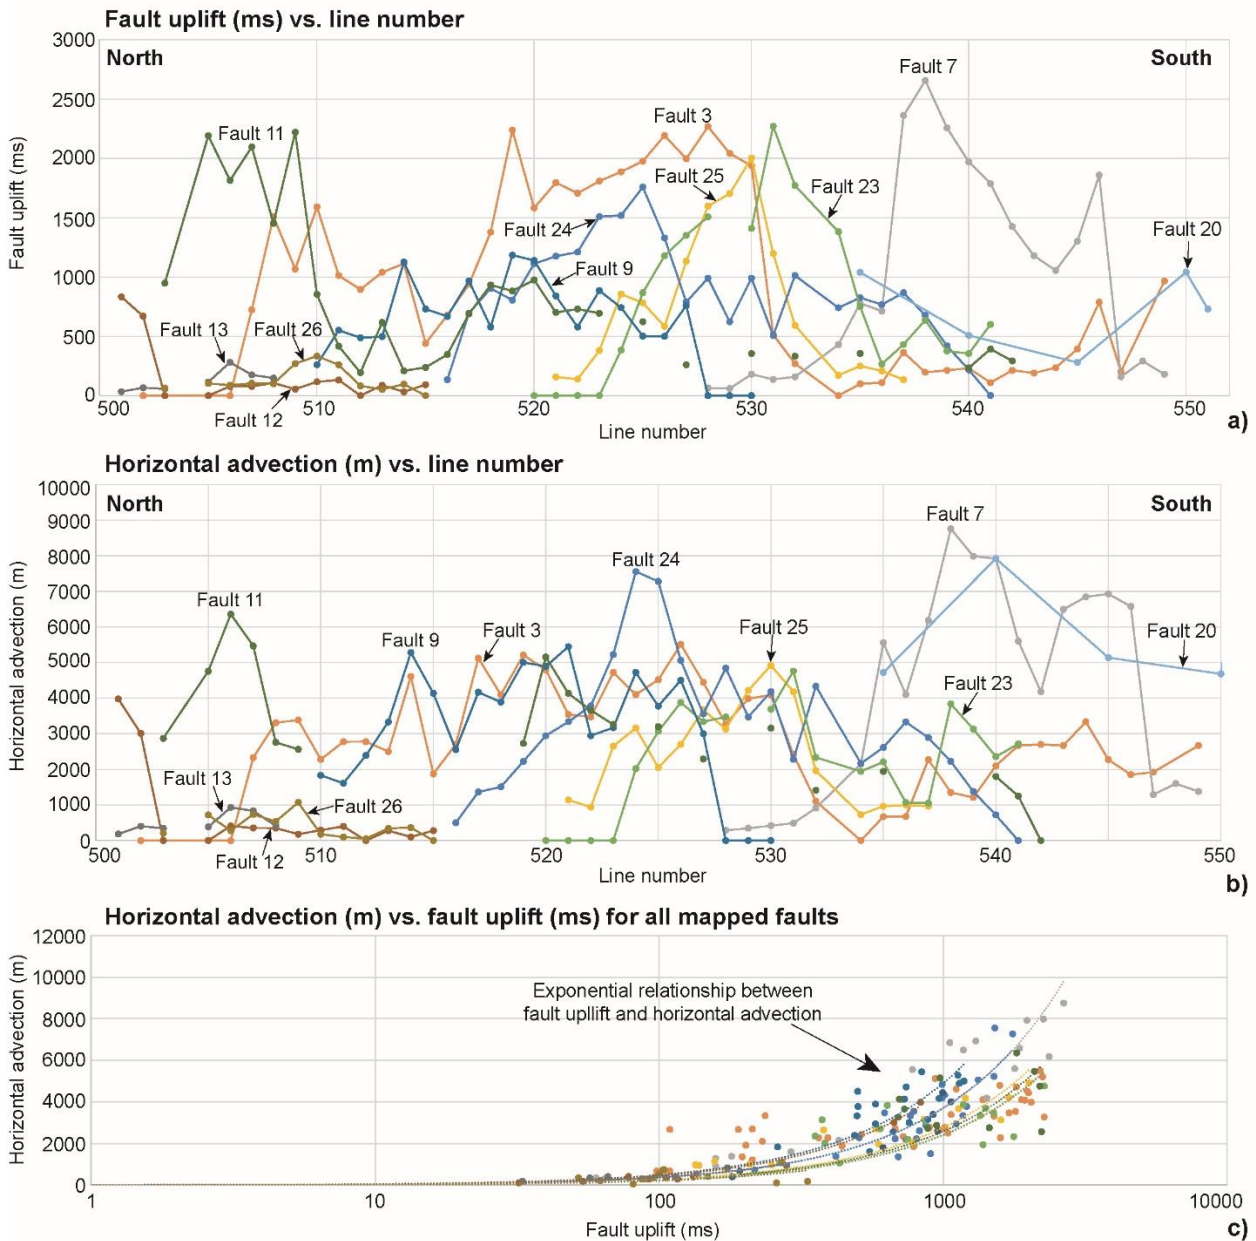 Fault uplift (ms) vs. line number
3000
2500
2000
1500
1000
500
0
Fault uplift (ms)
North
South
Fault 7
Fault 3
Fault 11
Fault 25
Fault 23
Fault 24
Fault 20
Fault 9
Fault 13
Fault 26
Fault 12
500
510
520
530
540
550
Line number
a)
Horizontal advection (m) vs. line number
10000
9000
8000
7000
6000
5000
4000
3000
2000
1000
0
Horizontal advection (m)
North
South
Fault 7
Fault 24
Fault 11
Fault 9
Fault 3
Fault 25
Fault 20
Fault 23
Fault 13
Fault 26
Fault 12
500
510
520
530
540
550
Line number
b)
Horizontal advection (m) vs. fault uplift (ms) for all mapped faults
12000
10000
8000
6000
4000
2000
0
Horizontal advection (m)
Exponential relationship between
fault upllift and horizontal advection
1
10
100
1000
10000
Fault uplift (ms)
c)